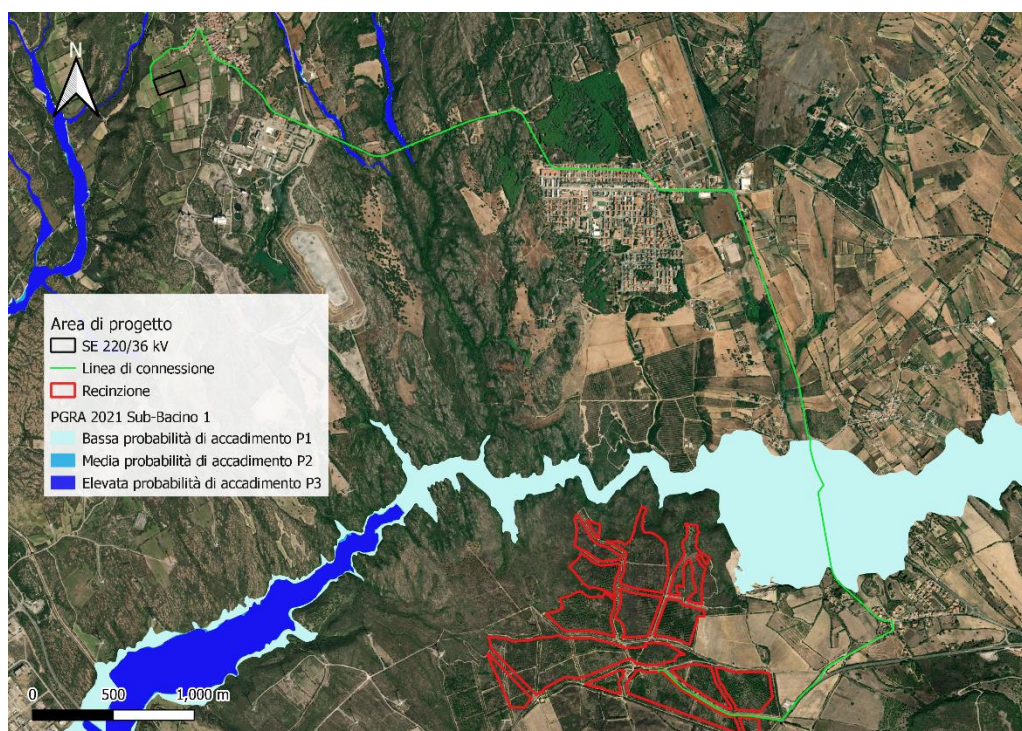 N
Area di progetto
SE 220/36 kV
Linea di connessione
Recinzione
PGRA 2021 Sub-Bacino 1
Bassa probabilità di accadimento P1
Media probabilità di accadimento P2
Elevata probabilità di accadimento P3
0 500 1,000 m